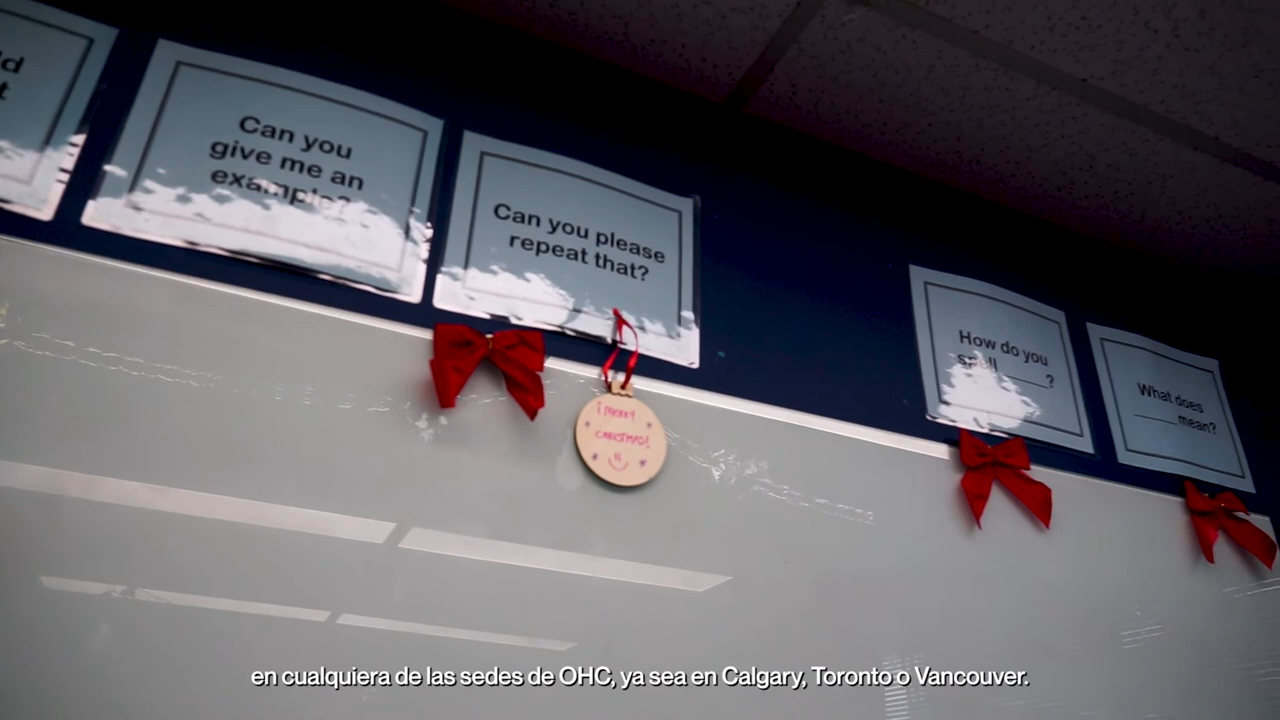 Can you
give me an
example?
Can you please
repeat that?
How do you
spell ____?
What does
____ mean?
¡MERRY
CHRISTMAS!
en cualquiera de las sedes de OHC, ya sea en Calgary, Toronto o Vancouver.